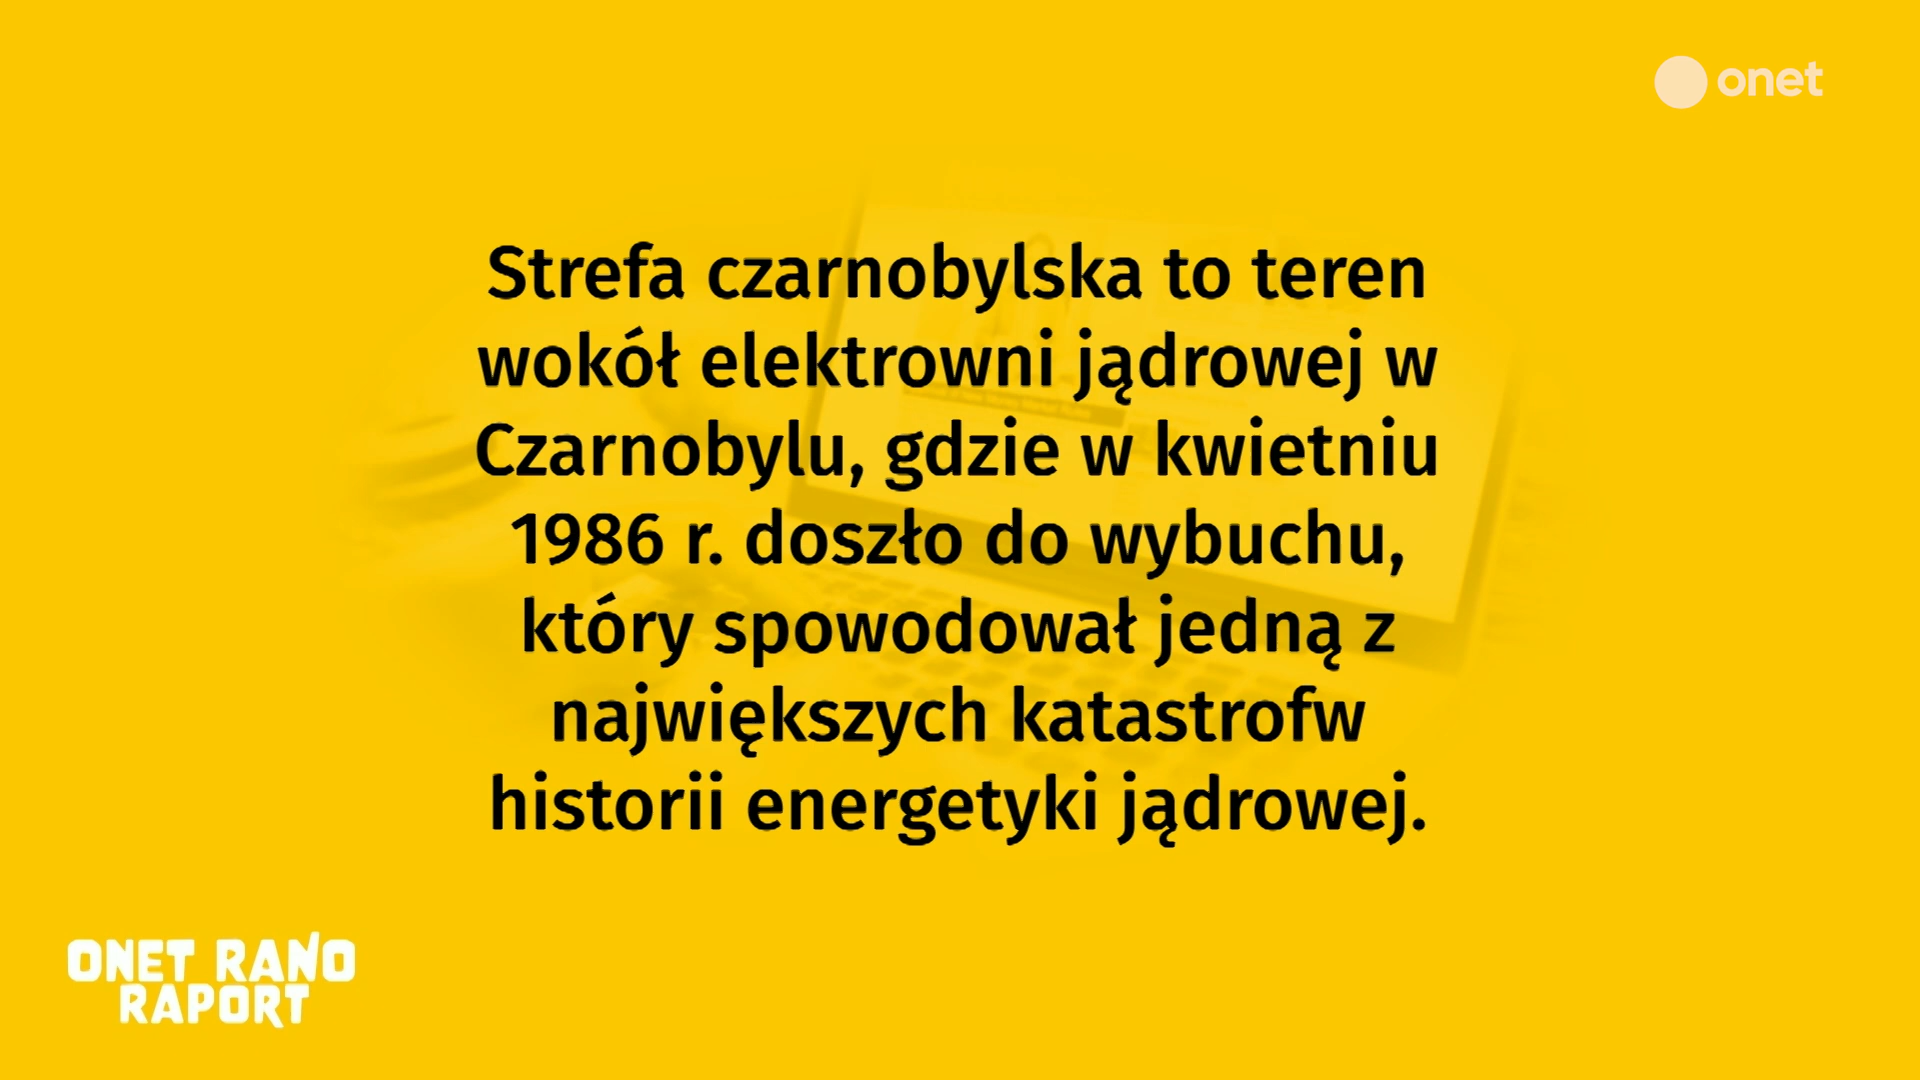 onet
Strefa czarnobylska to teren
wokół elektrowni jądrowej w
Czarnobylu, gdzie w kwietniu
1986 r. doszło do wybuchu,
który spowodował jedną z
największych katastrofw
historii energetyki jądrowej.
ONET RANO
RAPORT